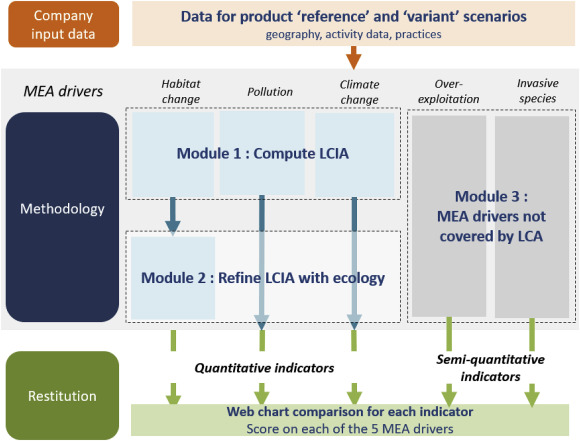 Company
input data
Data for product ‘reference’ and ‘variant’ scenarios
geography, activity data, practices
MEA drivers
Habitat
change
Pollution
Climate
change
Over-
exploitation
Invasive
species
Methodology
Module 1 : Compute LCIA
Module 2 : Refine LCIA with ecology
Module 3 :
MEA drivers not
covered by LCA
Restitution
Quantitative indicators
Semi-quantitative
indicators
Web chart comparison for each indicator
Score on each of the 5 MEA drivers